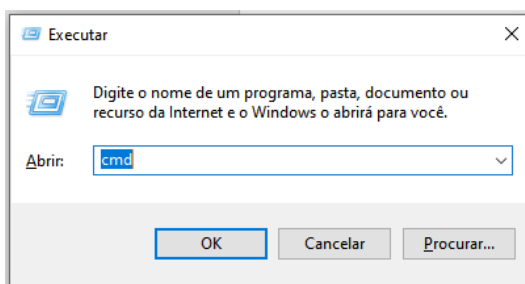 Executar
Digite o nome de um programa, pasta, documento ou
recurso da Internet e o Windows o abrirá para você.
Abrir: cmd
OK Cancelar Procurar...